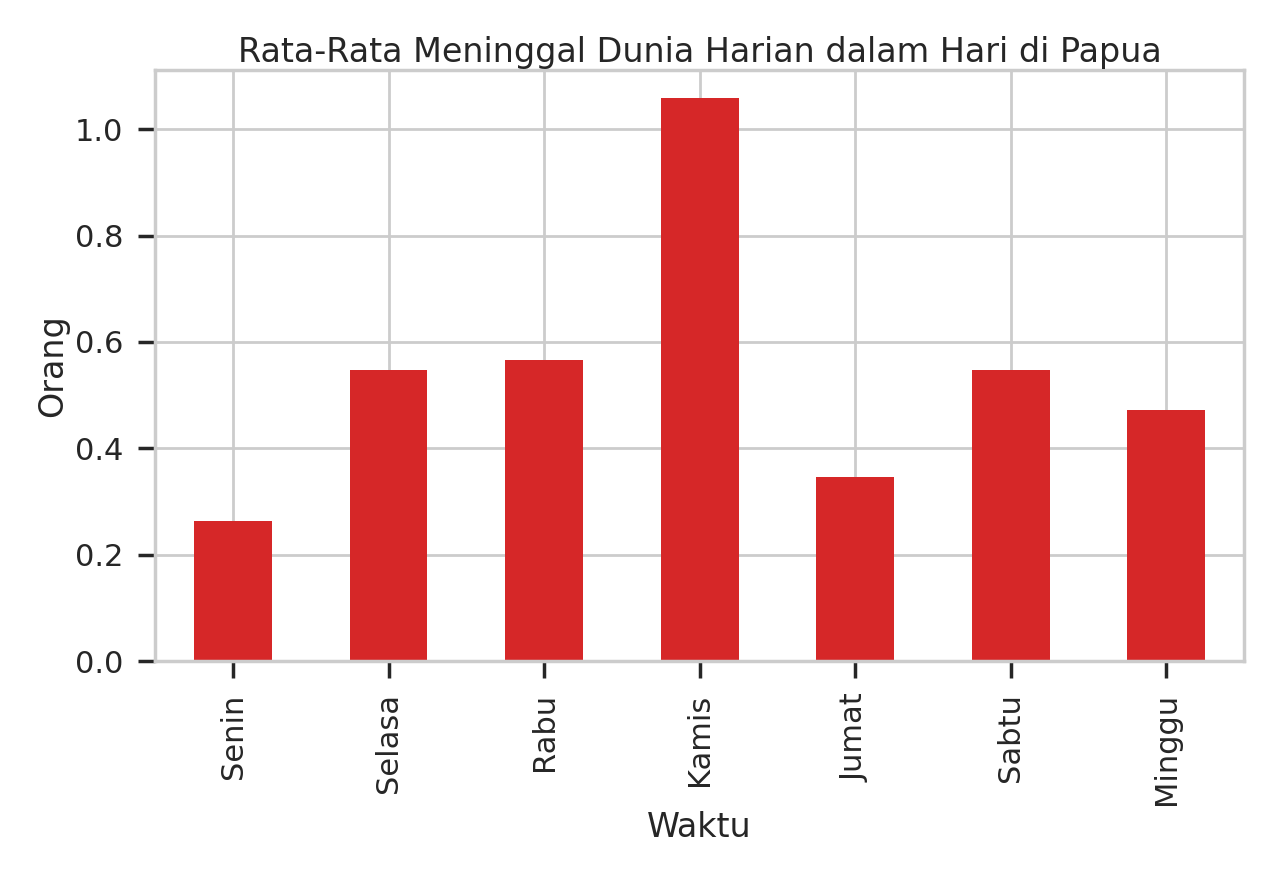 Rata-Rata Meninggal Dunia Harian dalam Hari di Papua
1.0
0.8
0.6
0.4
0.2
0.0
Orang
Senin
Selasa
Rabu
Kamis
Jumat
Sabtu
Minggu
Waktu